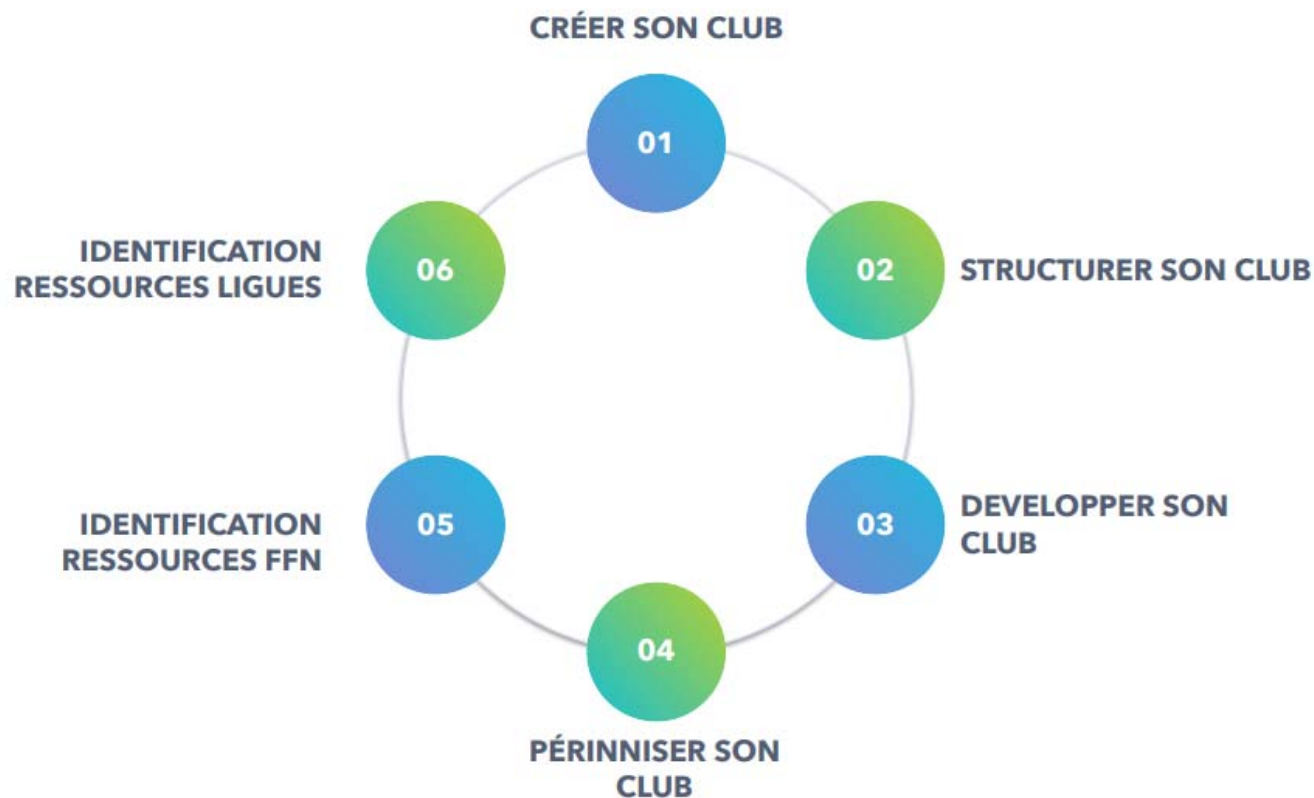 CRÉER SON CLUB
01
02
STRUCTURER SON CLUB
03
DEVELOPPER SON
CLUB
04
PÉRINNISER SON
CLUB
05
IDENTIFICATION
RESSOURCES FFN
06
IDENTIFICATION
RESSOURCES LIGUES